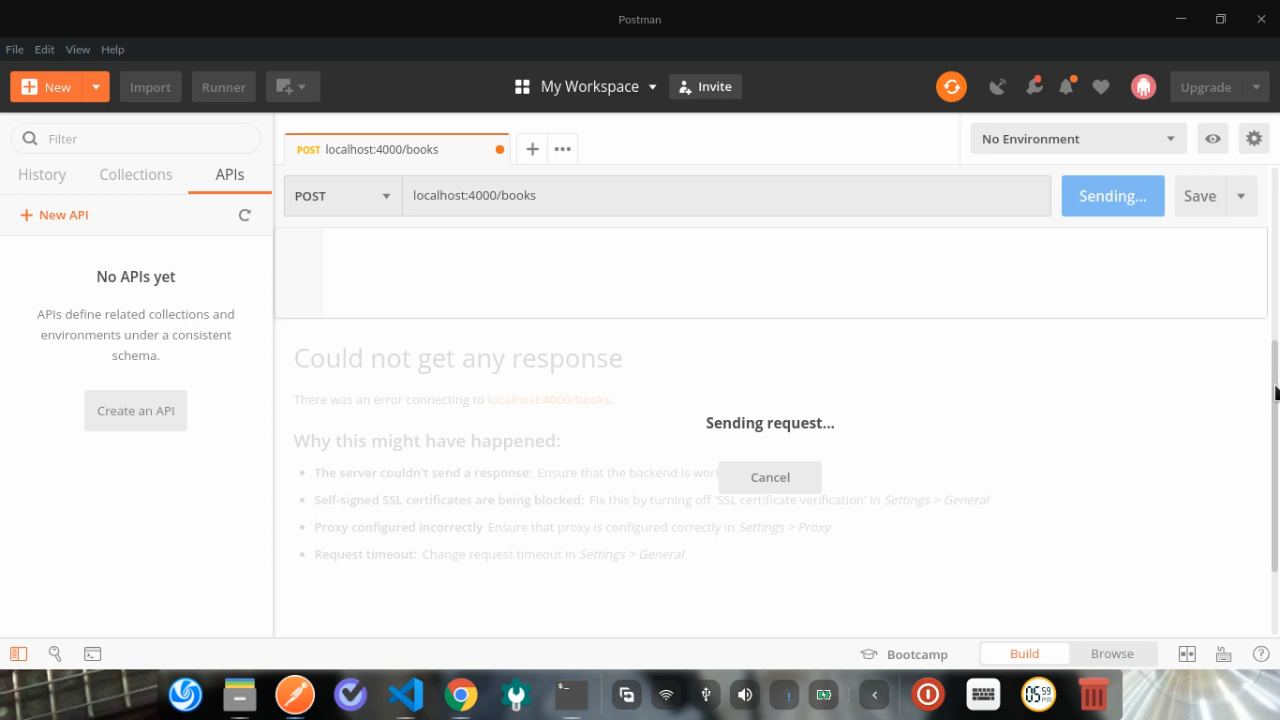 Postman
File Edit View Help
New Import Runner My Workspace Invite Upgrade
Filter
History Collections APIs
New API
No APIs yet
APIs define related collections and
environments under a consistent
schema.
Create an API
POST localhost:4000/books
No Environment
POST localhost:4000/books Sending... Save
Could not get any response
There was an error connecting to localhost:4000/books.
Sending request...
Why this might have happened:
Cancel
The server couldn't send a response: Ensure that the backend is work
Self-signed SSL certificates are being blocked: Fix this by turning off 'SSL certificate verification' in Settings > General
Proxy configured incorrectly Ensure that proxy is configured correctly in Settings > Proxy
Request timeout: Change request timeout in Settings > General
Bootcamp Build Browse
05 59